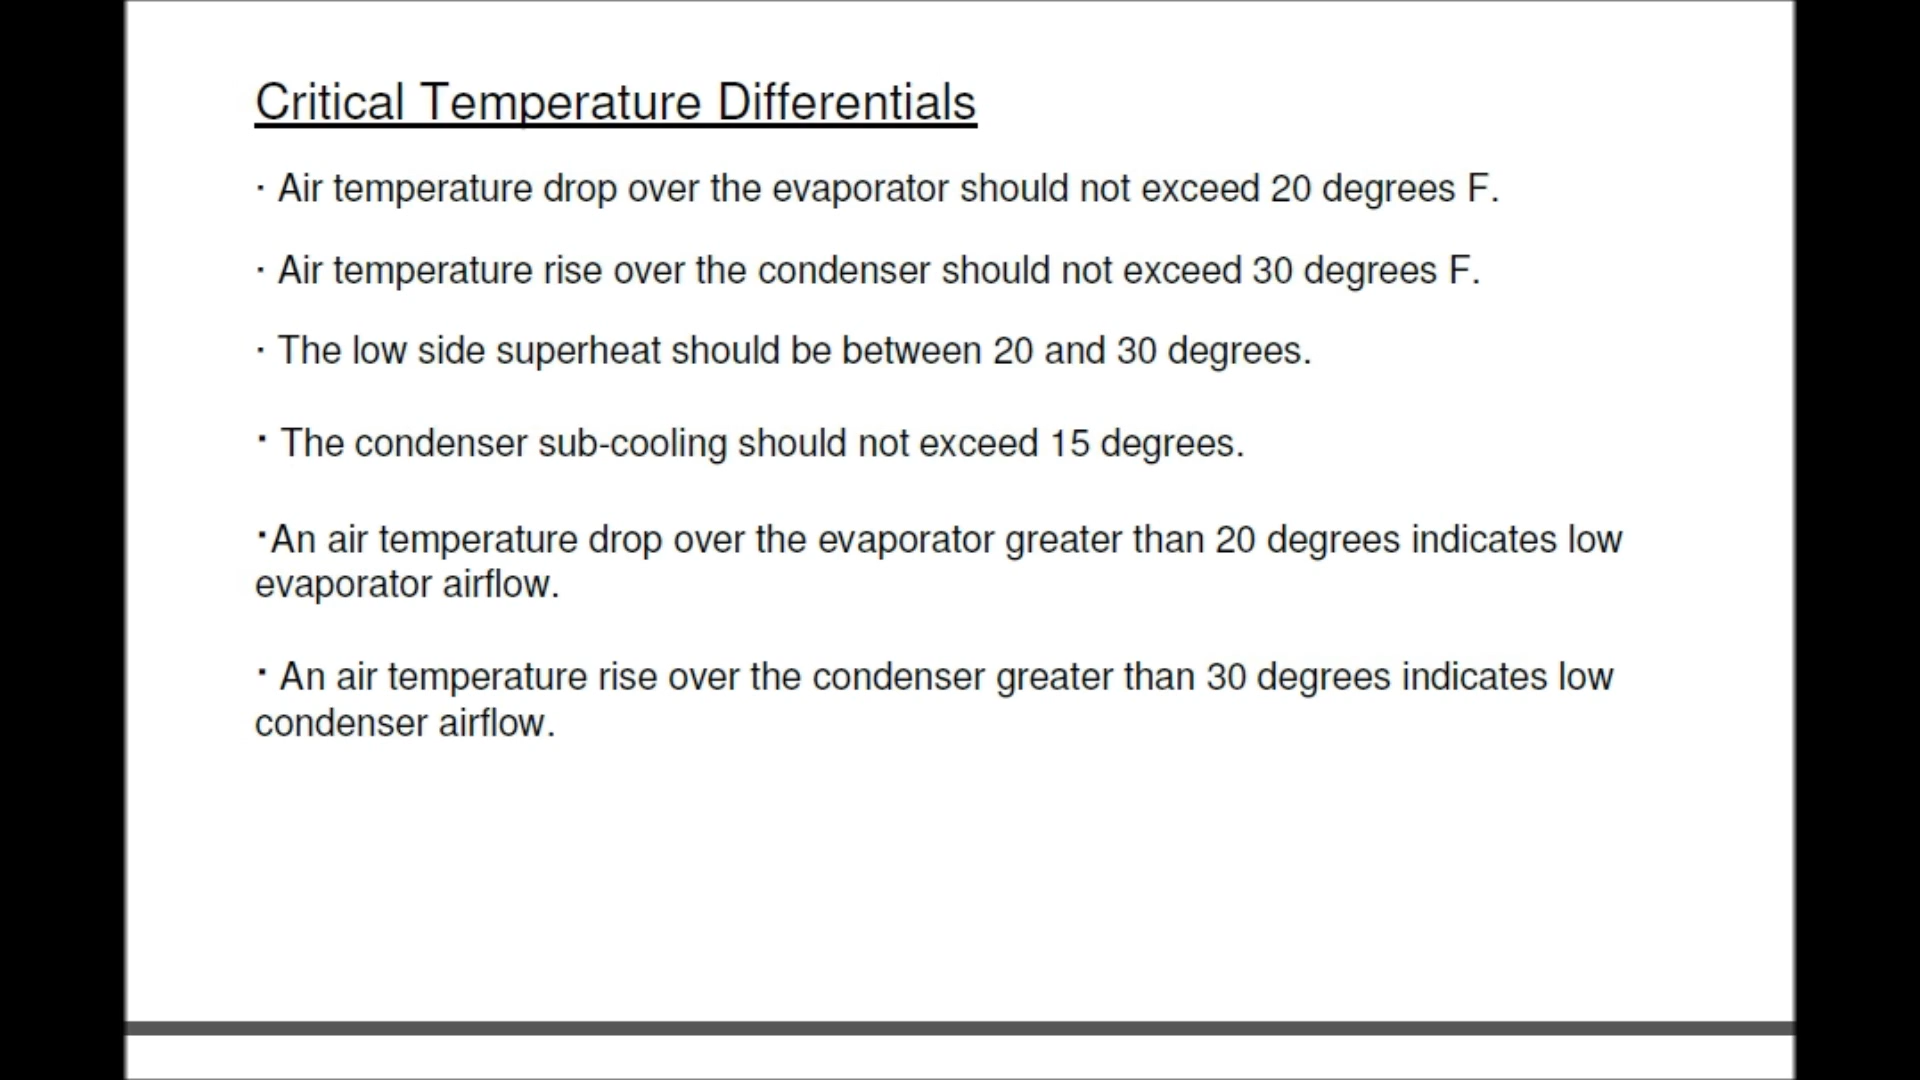 Critical Temperature Differentials
· Air temperature drop over the evaporator should not exceed 20 degrees F.
· Air temperature rise over the condenser should not exceed 30 degrees F.
· The low side superheat should be between 20 and 30 degrees.
· The condenser sub-cooling should not exceed 15 degrees.
·An air temperature drop over the evaporator greater than 20 degrees indicates low
evaporator airflow.
· An air temperature rise over the condenser greater than 30 degrees indicates low
condenser airflow.